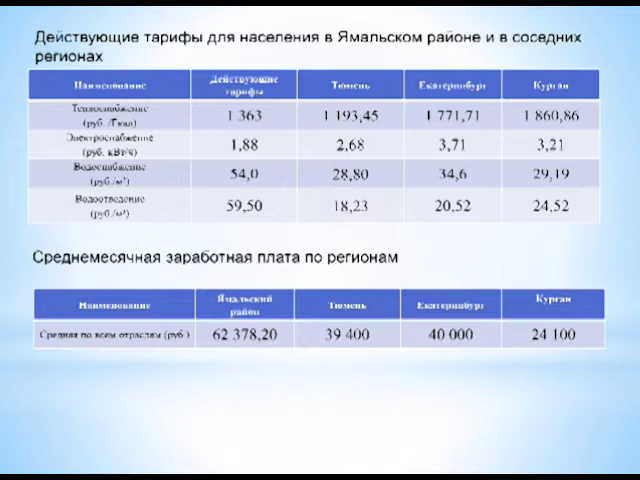 Действующие тарифы для населения в Ямальском районе и в соседних
регионах
Наименование Действующие тарифы Тюмень Екатеринбург Курган
Теплоснабжение (руб. /Гкал) 1 363 1 193,45 1 771,71 1 860,86
Электроснабжение (руб. кВт/ч) 1,88 2,68 3,71 3,21
Водоснабжение (руб./м³) 54,0 28,80 34,6 29,19
Водоотведение (руб./м³) 59,50 18,23 20,52 24,52
Среднемесячная заработная плата по регионам
Наименование Ямальский район Тюмень Екатеринбург Курган
Средняя по всем отраслям (руб.) 62 378,20 39 400 40 000 24 100